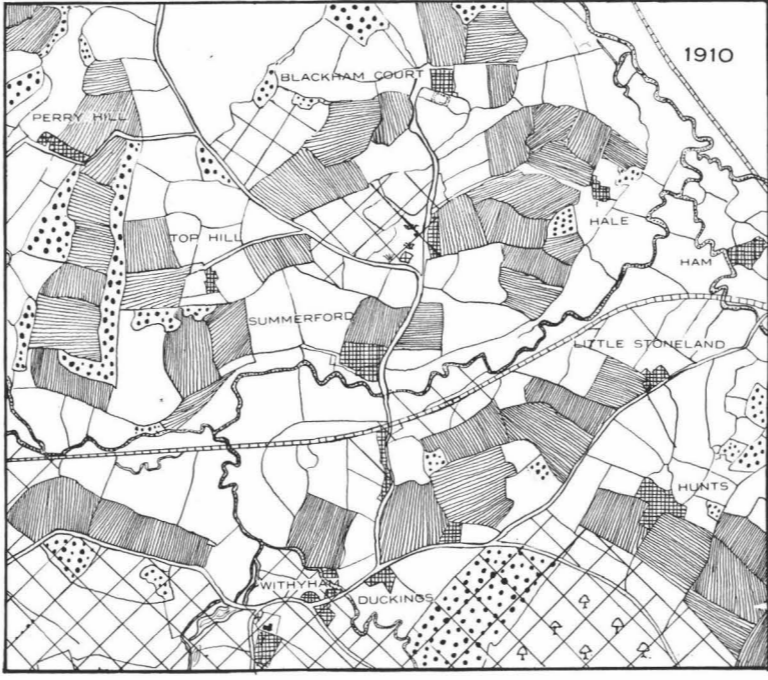 1910
BLACKHAM COURT
PERRY HILL
HALE
TOP HILL
HAM
SUMMERFORD
LITTLE STONELAND
HUNTS
WITHYHAM
DUCKINGS